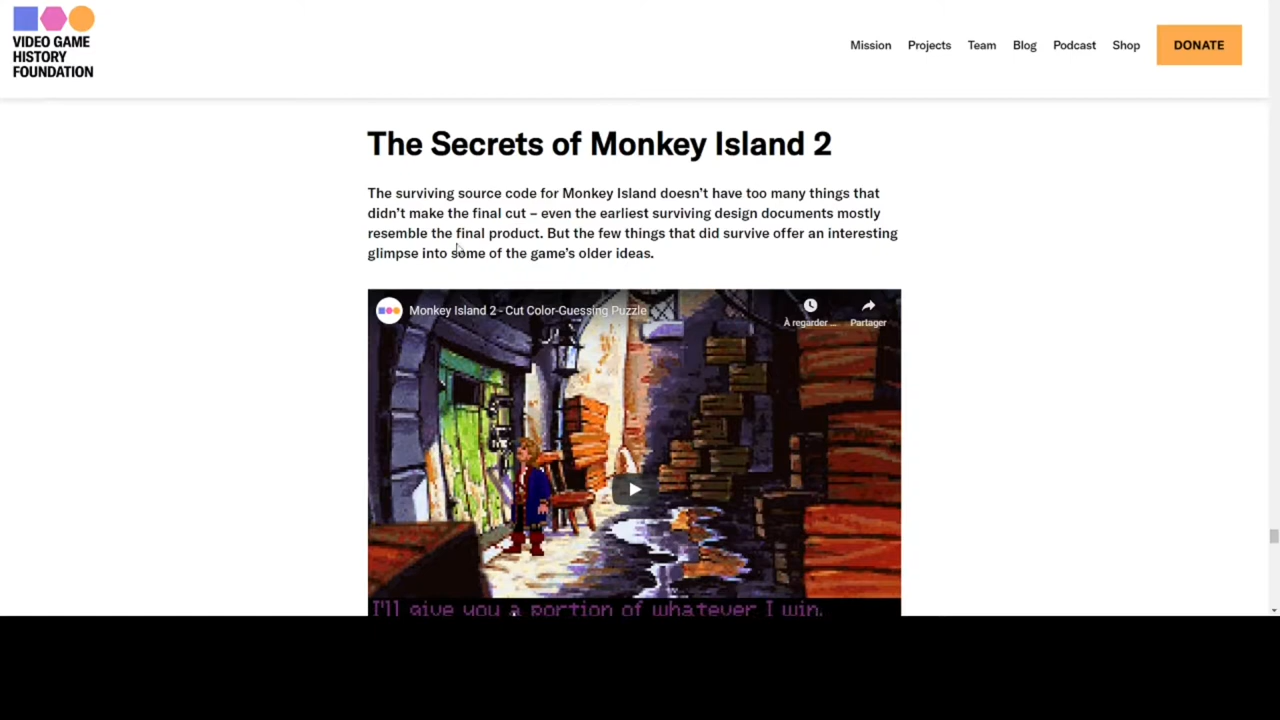 VIDEO GAME
HISTORY
FOUNDATION
Mission Projects Team Blog Podcast Shop DONATE
The Secrets of Monkey Island 2
The surviving source code for Monkey Island doesn’t have too many things that
didn’t make the final cut – even the earliest surviving design documents mostly
resemble the final product. But the few things that did survive offer an interesting
glimpse into some of the game’s older ideas.
Monkey Island 2 - Cut Color-Guessing Puzzle
À regarder ... Partager
I'll give you a portion of whatever I win.